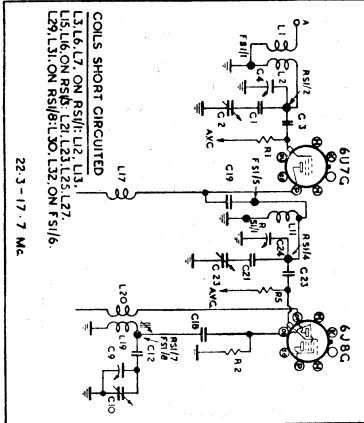 COILS SHORT CIRCUITED
L3, L6, L7, ON RS1/1: L12, L13,
L15, L16, ON RS1/3: L21, L23, L25, L27,
L29, L31, ON RS1/8: L30, L32, ON FS1/6.
22·3 – 17·7 Mc.
A
L1
FS1/1
L2
C4
RS1/2
C2
C1
C3
A.V.C.
R1
6U7G
L17
C19
FS1/5
L11
C24
RS1/4
C23
C21
C23
A.V.C.
R5
6J8G
L20
L19
C9
C10
C12
RS1/7
FS1/8
C18
R2